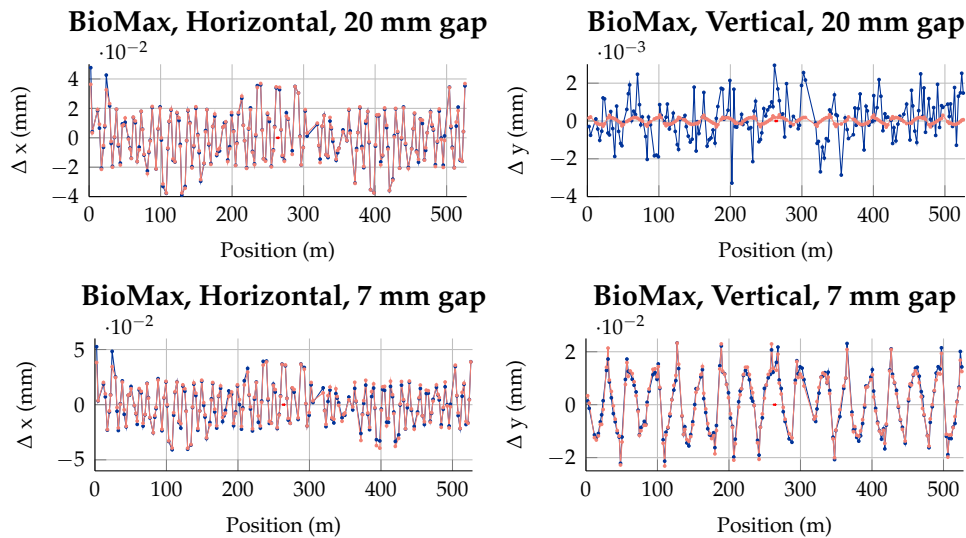 BioMax, Horizontal, 20 mm gap
·10⁻²
4
2
0
−2
−4
Δ x (mm)
0 100 200 300 400 500
Position (m)
BioMax, Vertical, 20 mm gap
·10⁻³
2
0
−2
−4
Δ y (mm)
0 100 200 300 400 500
Position (m)
BioMax, Horizontal, 7 mm gap
·10⁻²
5
0
−5
Δ x (mm)
0 100 200 300 400 500
Position (m)
BioMax, Vertical, 7 mm gap
·10⁻²
2
0
−2
Δ y (mm)
0 100 200 300 400 500
Position (m)